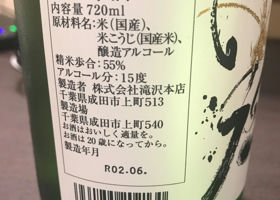 内容量 720ml
原材料名：米（国産）、
米こうじ（国産米）、
醸造アルコール
精米歩合：55%
アルコール分：15度
製造者 株式会社滝沢本店
千葉県成田市上町513
製造場
千葉県成田市上町540
お酒はおいしく適量を。
お酒は20歳になってから。
製造年月
R02.06.